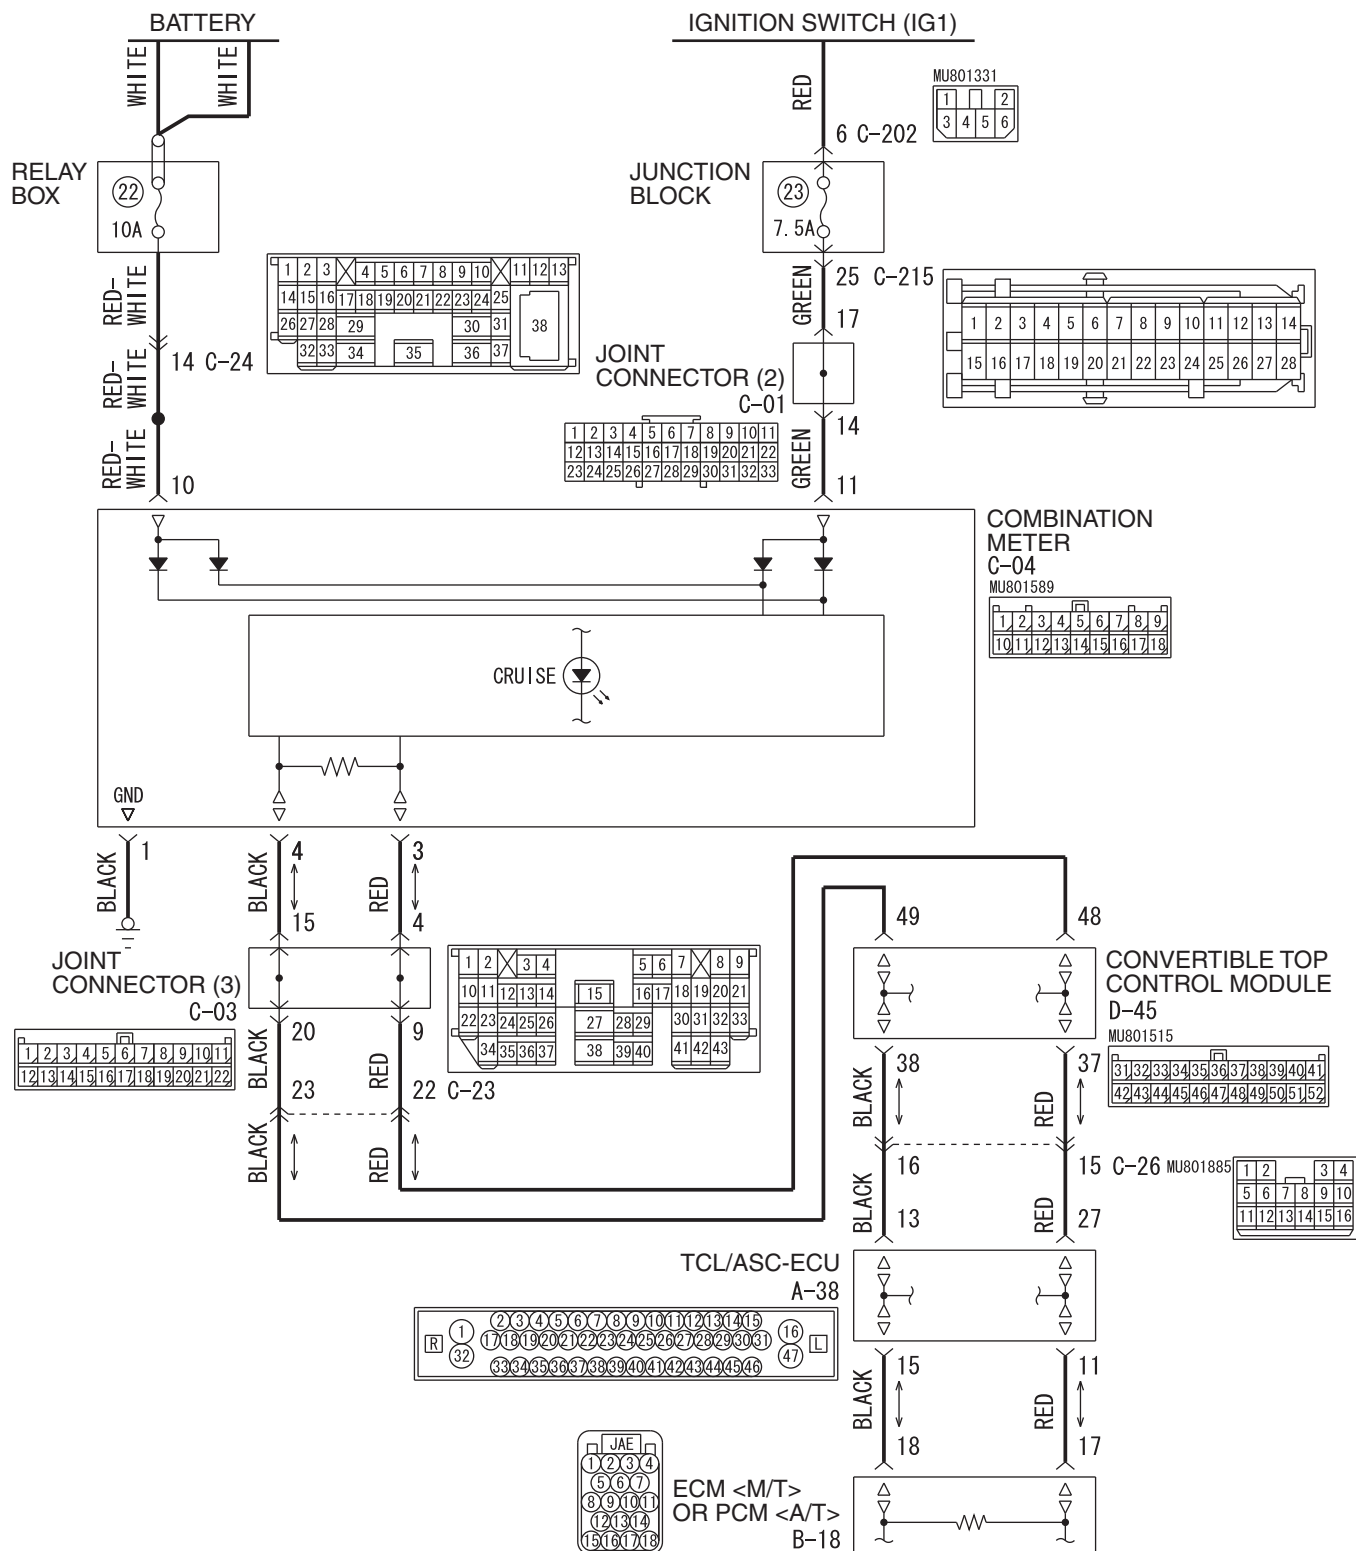 BATTERY
IGNITION SWITCH (IG1)
WHITE
WHITE
RED
MU801331
1 2
3 4 5 6
6 C-202
RELAY
BOX
22
10A
JUNCTION
BLOCK
23
7.5A
RED-
WHITE
1 2 3 4 5 6 7 8 9 10 11 12 13
14 15 16 17 18 19 20 21 22 23 24 25
26 27 28 29 30 31 38
32 33 34 35 36 37
GREEN
25 C-215
17
1 2 3 4 5 6 7 8 9 10 11 12 13 14
15 16 17 18 19 20 21 22 23 24 25 26 27 28
14 C-24
RED-
WHITE
JOINT
CONNECTOR (2)
C-01
1 2 3 4 5 6 7 8 9 10 11
12 13 14 15 16 17 18 19 20 21 22
23 24 25 26 27 28 29 30 31 32 33
14
GREEN
11
RED-
WHITE
10
COMBINATION
METER
C-04
MU801589
1 2 3 4 5 6 7 8 9
10 11 12 13 14 15 16 17 18
CRUISE
GND
1
BLACK
4
BLACK
15
3
RED
4
JOINT
CONNECTOR (3)
C-03
1 2 3 4 5 6 7 8 9 10 11
12 13 14 15 16 17 18 19 20 21 22
1 2 3 4 5 6 7 8 9
10 11 12 13 14 15 16 17 18 19 20 21
22 23 24 25 26 27 28 29 30 31 32 33
34 35 36 37 38 39 40 41 42 43
20
BLACK
23
9
RED
22 C-23
BLACK
RED
49
48
CONVERTIBLE TOP
CONTROL MODULE
D-45
MU801515
31 32 33 34 35 36 37 38 39 40 41
42 43 44 45 46 47 48 49 50 51 52
38
BLACK
37
RED
16
15 C-26
MU801885
1 2 3 4
5 6 7 8 9 10
11 12 13 14 15 16
BLACK
13
RED
27
TCL/ASC-ECU
A-38
R
1
32
2 3 4 5 6 7 8 9 10 11 12 13 14 15
17 18 19 20 21 22 23 24 25 26 27 28 29 30 31
33 34 35 36 37 38 39 40 41 42 43 44 45 46
16
47
L
15
BLACK
18
11
RED
17
JAE
1 2 3 4
5 6 7
8 9 10 11
12 13 14
15 16 17 18
ECM <M/T>
OR PCM <A/T>
B-18